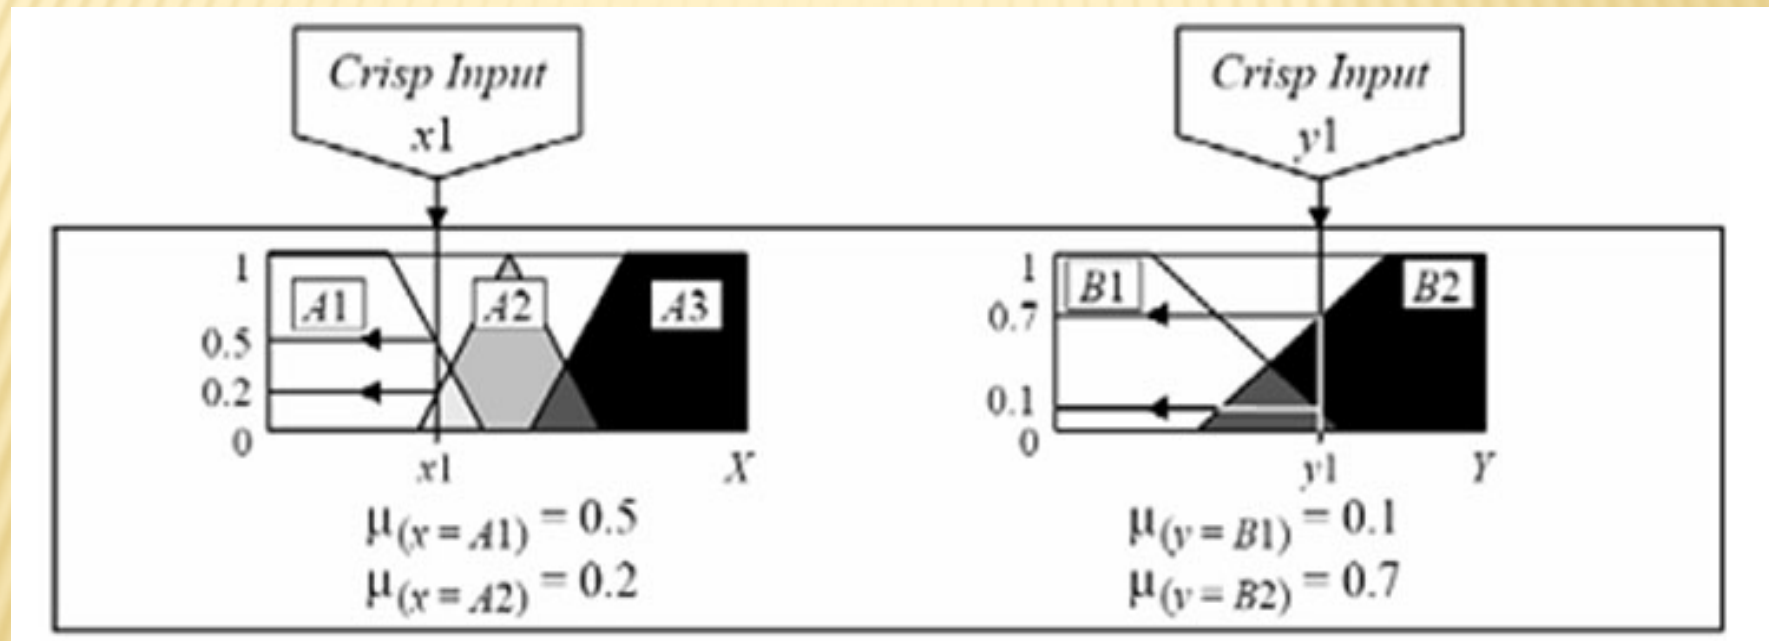 Crisp Input
x1
1
A1
A2
A3
0.5
0.2
0
x1
X
μ(x = A1) = 0.5
μ(x = A2) = 0.2
Crisp Input
y1
1
B1
B2
0.7
0.1
0
y1
Y
μ(y = B1) = 0.1
μ(y = B2) = 0.7